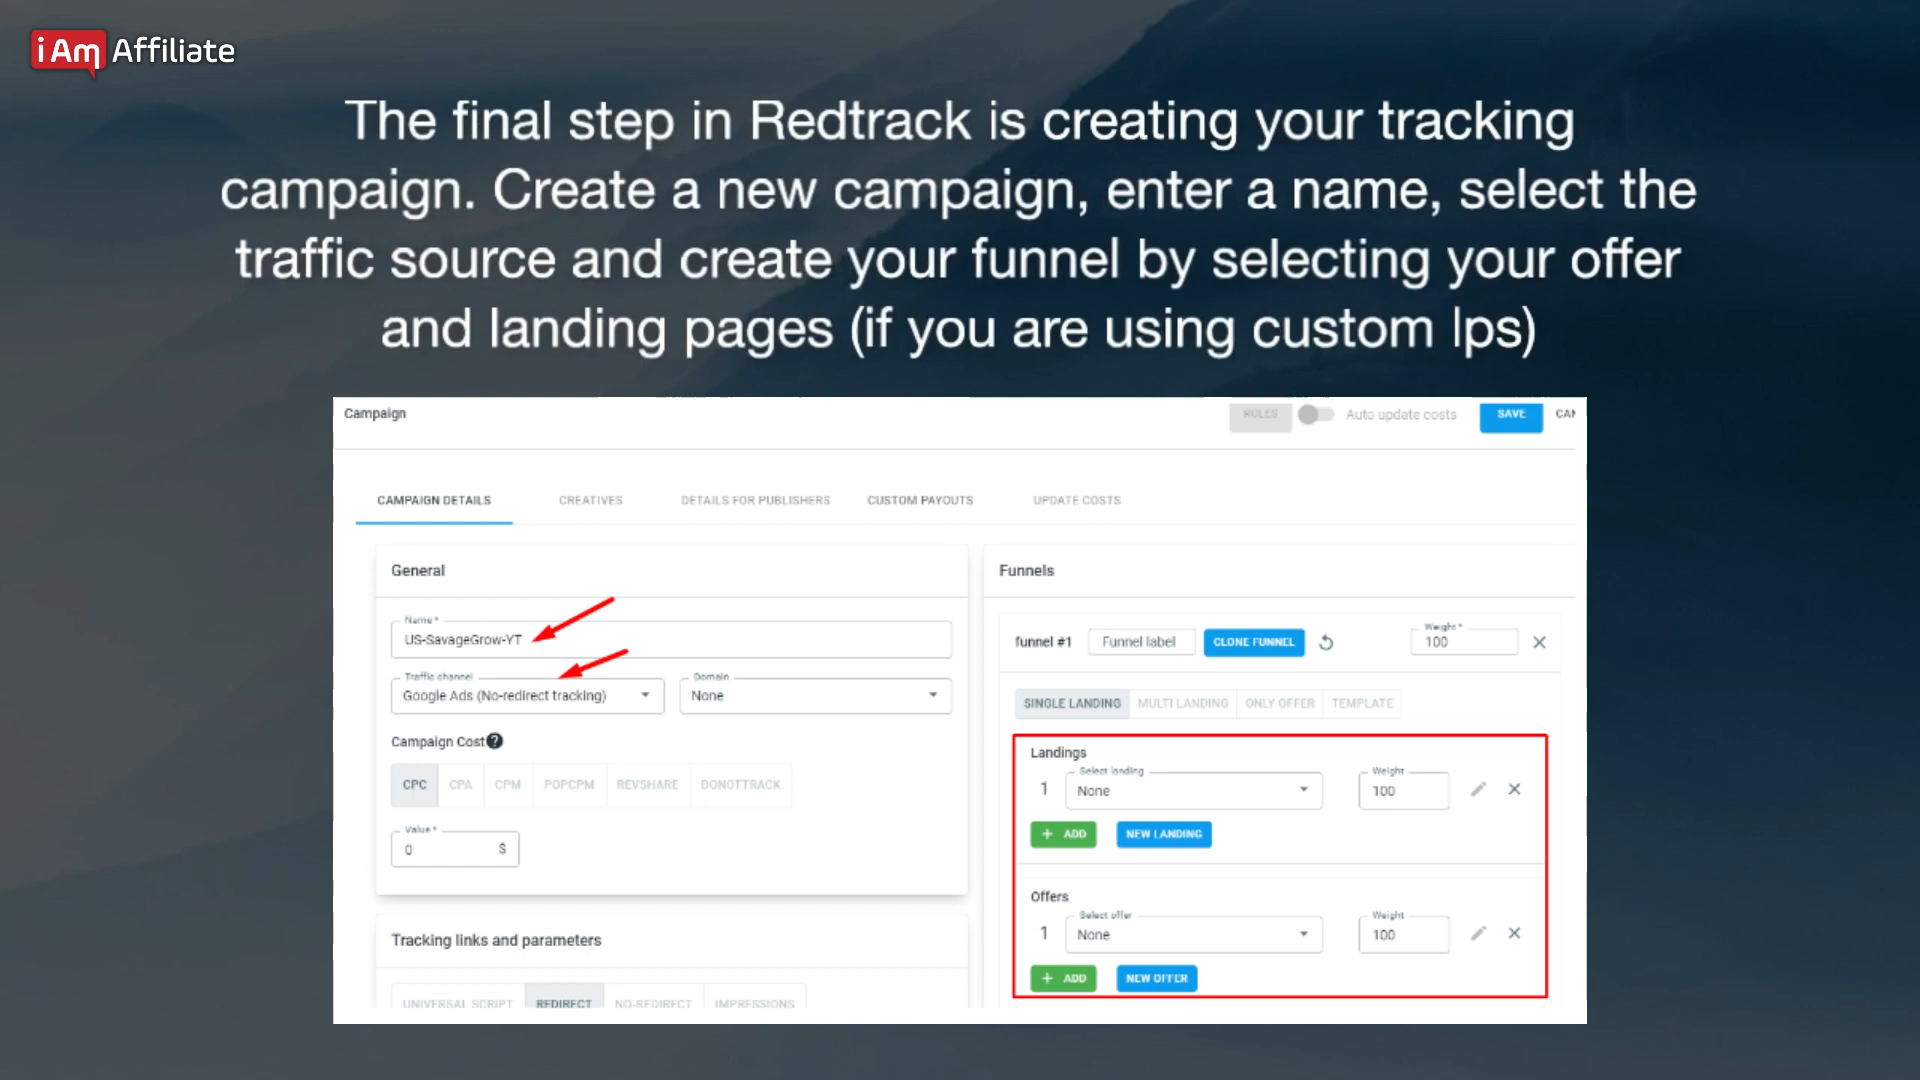 i Am Affiliate
The final step in Redtrack is creating your tracking
campaign. Create a new campaign, enter a name, select the
traffic source and create your funnel by selecting your offer
and landing pages (if you are using custom lps)
Campaign
RULES Auto update costs SAVE CAN
CAMPAIGN DETAILS CREATIVES DETAILS FOR PUBLISHERS CUSTOM PAYOUTS UPDATE COSTS
General
Name *
US-SavageGrow-YT
Traffic channel
Google Ads (No-redirect tracking)
Domain
None
Campaign Cost ?
CPC CPA CPM POPCPM REVSHARE DONOTTRACK
Value *
0 $
Tracking links and parameters
UNIVERSAL SCRIPT REDIRECT NO-REDIRECT IMPRESSIONS
Funnels
funnel #1 Funnel label CLONE FUNNEL
Weight *
100
SINGLE LANDING MULTI LANDING ONLY OFFER TEMPLATE
Landings
Select landing
1 None
Weight
100
+ ADD NEW LANDING
Offers
Select offer
1 None
Weight
100
+ ADD NEW OFFER